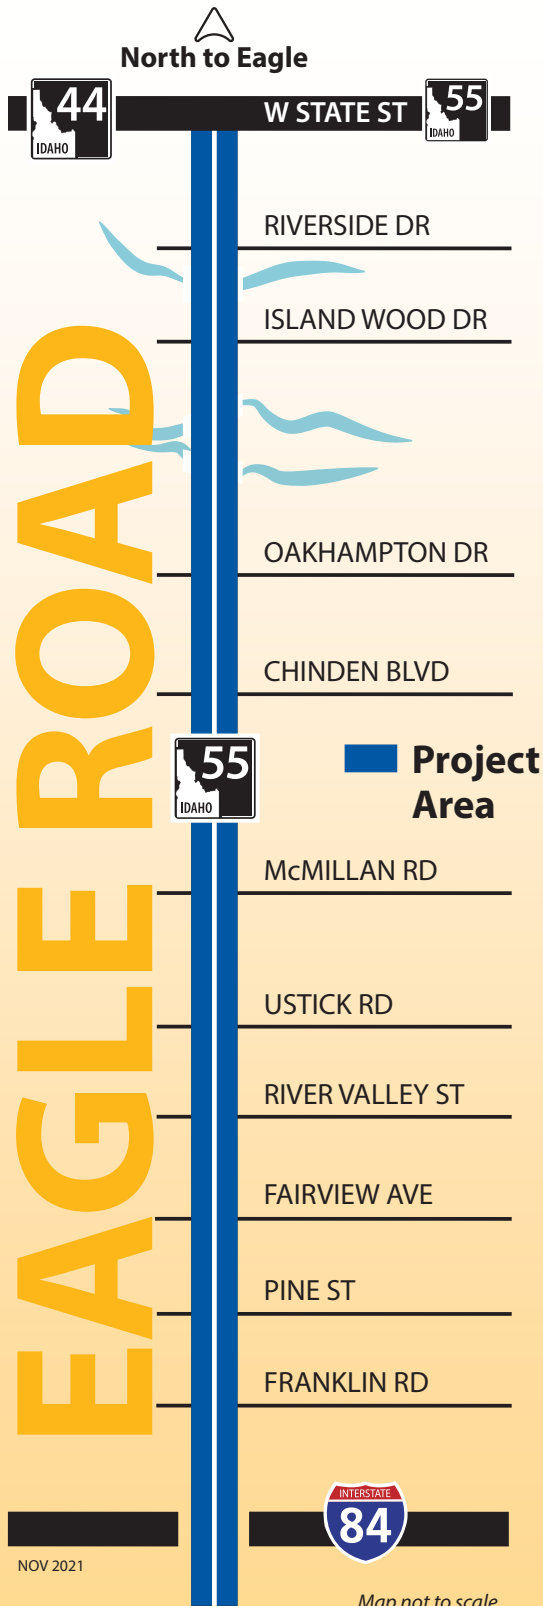 North to Eagle
44
IDAHO
W STATE ST
55
IDAHO
RIVERSIDE DR
ISLAND WOOD DR
OAKHAMPTON DR
CHINDEN BLVD
55
IDAHO
Project
Area
McMILLAN RD
USTICK RD
RIVER VALLEY ST
FAIRVIEW AVE
PINE ST
FRANKLIN RD
EAGLE ROAD
INTERSTATE
84
NOV 2021
Map not to scale